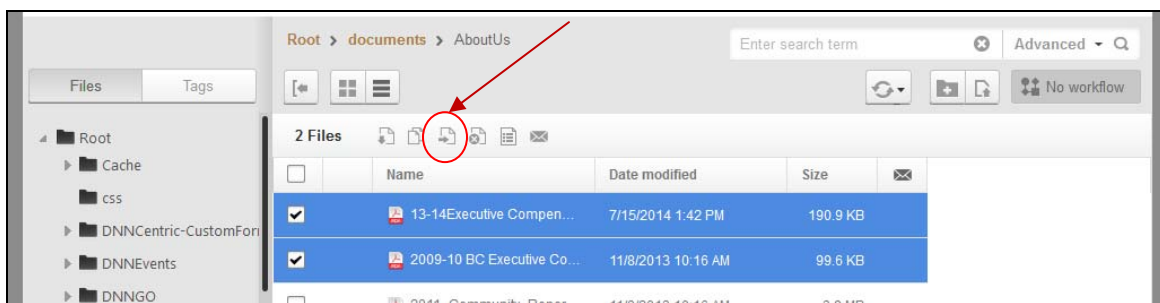 Root > documents > AboutUs
Enter search term
Advanced
Files
Tags
No workflow
Root
2 Files
Cache
Name
Date modified
Size
css
13-14Executive Compen...
7/15/2014 1:42 PM
190.9 KB
DNNCentric-CustomFor
DNNEvents
2009-10 BC Executive Co...
11/8/2013 10:16 AM
99.6 KB
DNNGO